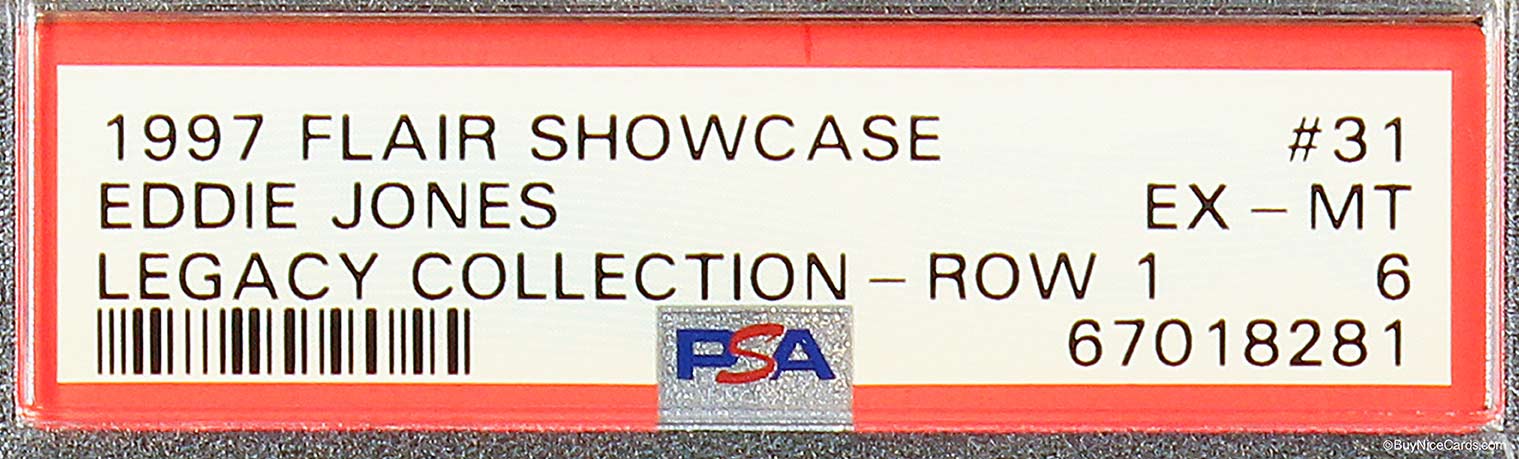 1997 FLAIR SHOWCASE #31
EDDIE JONES EX - MT
LEGACY COLLECTION - ROW 1 6
PSA 67018281
©BuyNiceCards.com